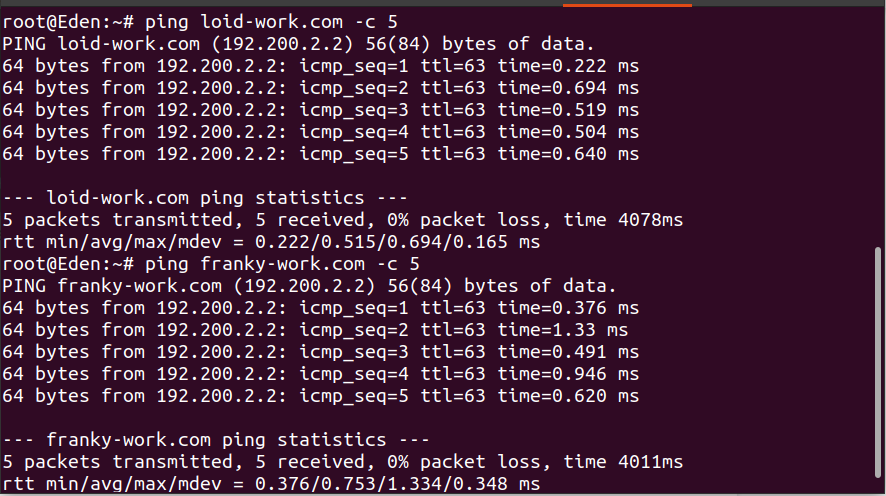 root@Eden:~# ping loid-work.com -c 5
PING loid-work.com (192.200.2.2) 56(84) bytes of data.
64 bytes from 192.200.2.2: icmp_seq=1 ttl=63 time=0.222 ms
64 bytes from 192.200.2.2: icmp_seq=2 ttl=63 time=0.694 ms
64 bytes from 192.200.2.2: icmp_seq=3 ttl=63 time=0.519 ms
64 bytes from 192.200.2.2: icmp_seq=4 ttl=63 time=0.504 ms
64 bytes from 192.200.2.2: icmp_seq=5 ttl=63 time=0.640 ms

--- loid-work.com ping statistics ---
5 packets transmitted, 5 received, 0% packet loss, time 4078ms
rtt min/avg/max/mdev = 0.222/0.515/0.694/0.165 ms
root@Eden:~# ping franky-work.com -c 5
PING franky-work.com (192.200.2.2) 56(84) bytes of data.
64 bytes from 192.200.2.2: icmp_seq=1 ttl=63 time=0.376 ms
64 bytes from 192.200.2.2: icmp_seq=2 ttl=63 time=1.33 ms
64 bytes from 192.200.2.2: icmp_seq=3 ttl=63 time=0.491 ms
64 bytes from 192.200.2.2: icmp_seq=4 ttl=63 time=0.946 ms
64 bytes from 192.200.2.2: icmp_seq=5 ttl=63 time=0.620 ms

--- franky-work.com ping statistics ---
5 packets transmitted, 5 received, 0% packet loss, time 4011ms
rtt min/avg/max/mdev = 0.376/0.753/1.334/0.348 ms